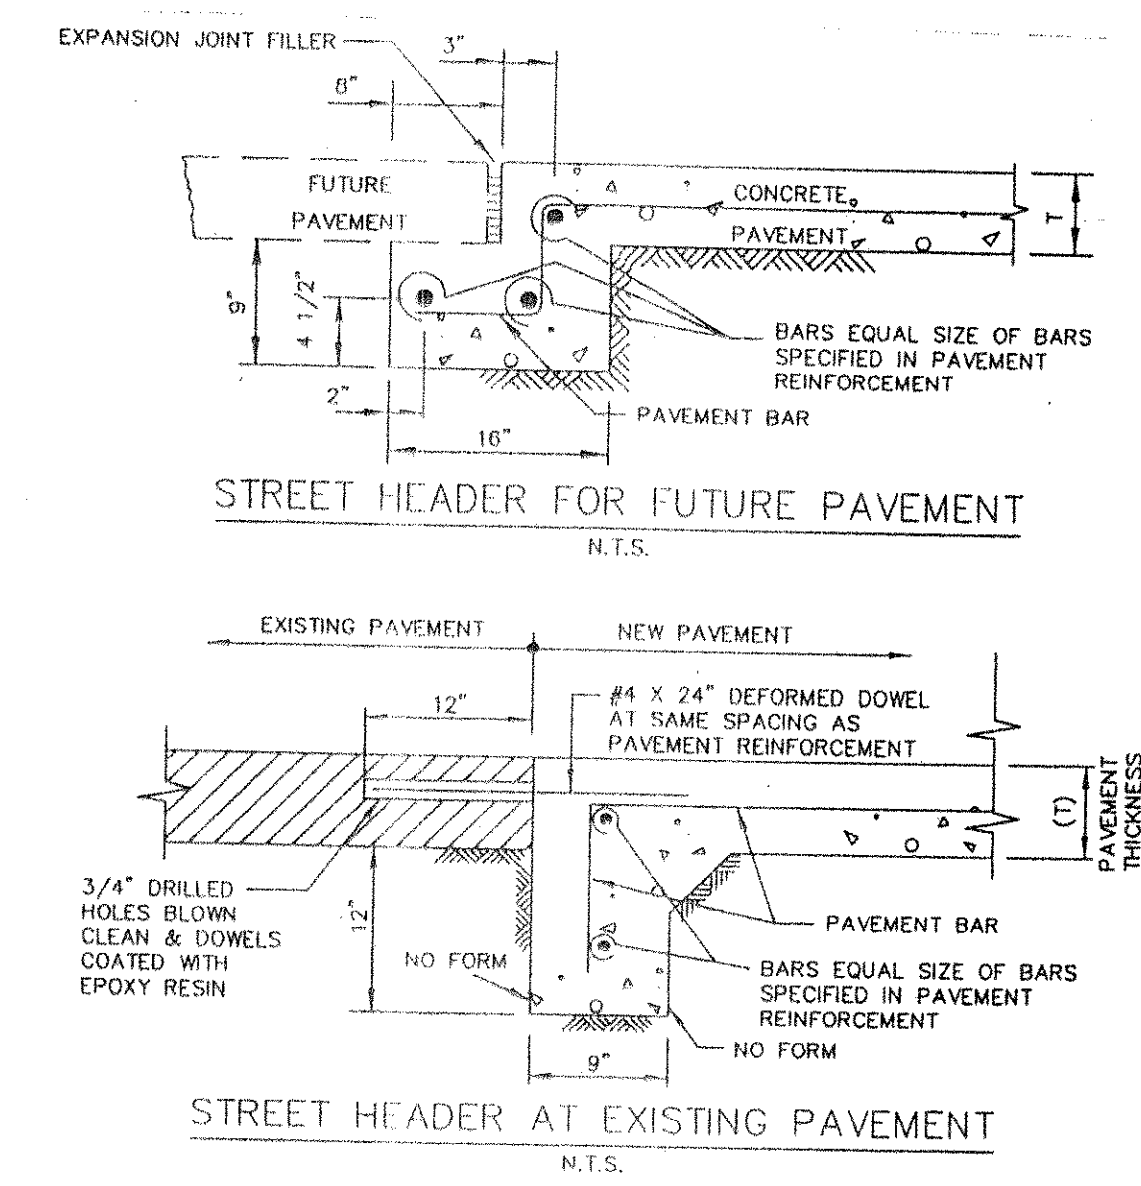 EXPANSION JOINT FILLER
3"
8"
FUTURE
PAVEMENT
CONCRETE
PAVEMENT
T
9"
4 1/2"
BARS EQUAL SIZE OF BARS
SPECIFIED IN PAVEMENT
REINFORCEMENT
2"
PAVEMENT BAR
16"
STREET HEADER FOR FUTURE PAVEMENT
N.T.S.
EXISTING PAVEMENT
NEW PAVEMENT
12"
#4 X 24" DEFORMED DOWEL
AT SAME SPACING AS
PAVEMENT REINFORCEMENT
(T)
PAVEMENT
THICKNESS
3/4" DRILLED
HOLES BLOWN
CLEAN & DOWELS
COATED WITH
EPOXY RESIN
12"
NO FORM
PAVEMENT BAR
BARS EQUAL SIZE OF BARS
SPECIFIED IN PAVEMENT
REINFORCEMENT
NO FORM
9"
STREET HEADER AT EXISTING PAVEMENT
N.T.S.